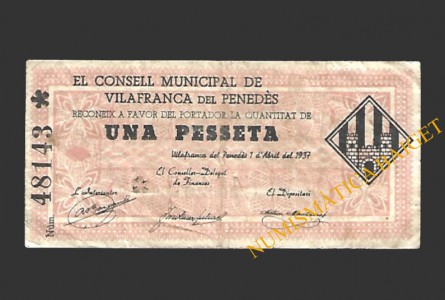 EL CONSELL MUNICIPAL DE
VILAFRANCA DEL PENEDÈS
RECONEIX A FAVOR DEL PORTADOR LA QUANTITAT DE
UNA PESSETA
Vilafranca del Penedès 1 d'Abril del 1937
El Conseller-Delegat
de Finances
L'Interventor
El Dipositari
Núm. 48143 *
NUMISMATICA